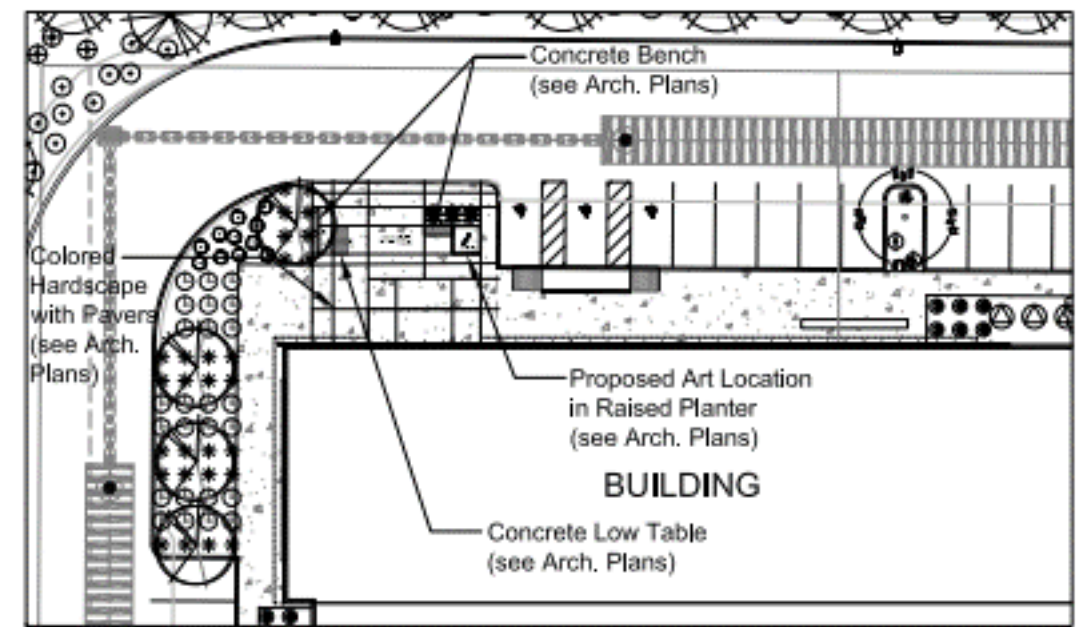 Concrete Bench
(see Arch. Plans)
Colored
Hardscape
with Pavers
(see Arch.
Plans)
Proposed Art Location
in Raised Planter
(see Arch. Plans)
BUILDING
Concrete Low Table
(see Arch. Plans)